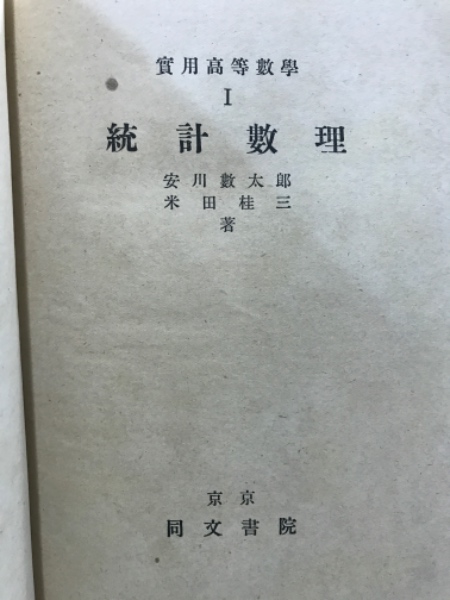 實用高等數學
I
統計數理
安川數太郎
米田桂三
著
京京
同文書院